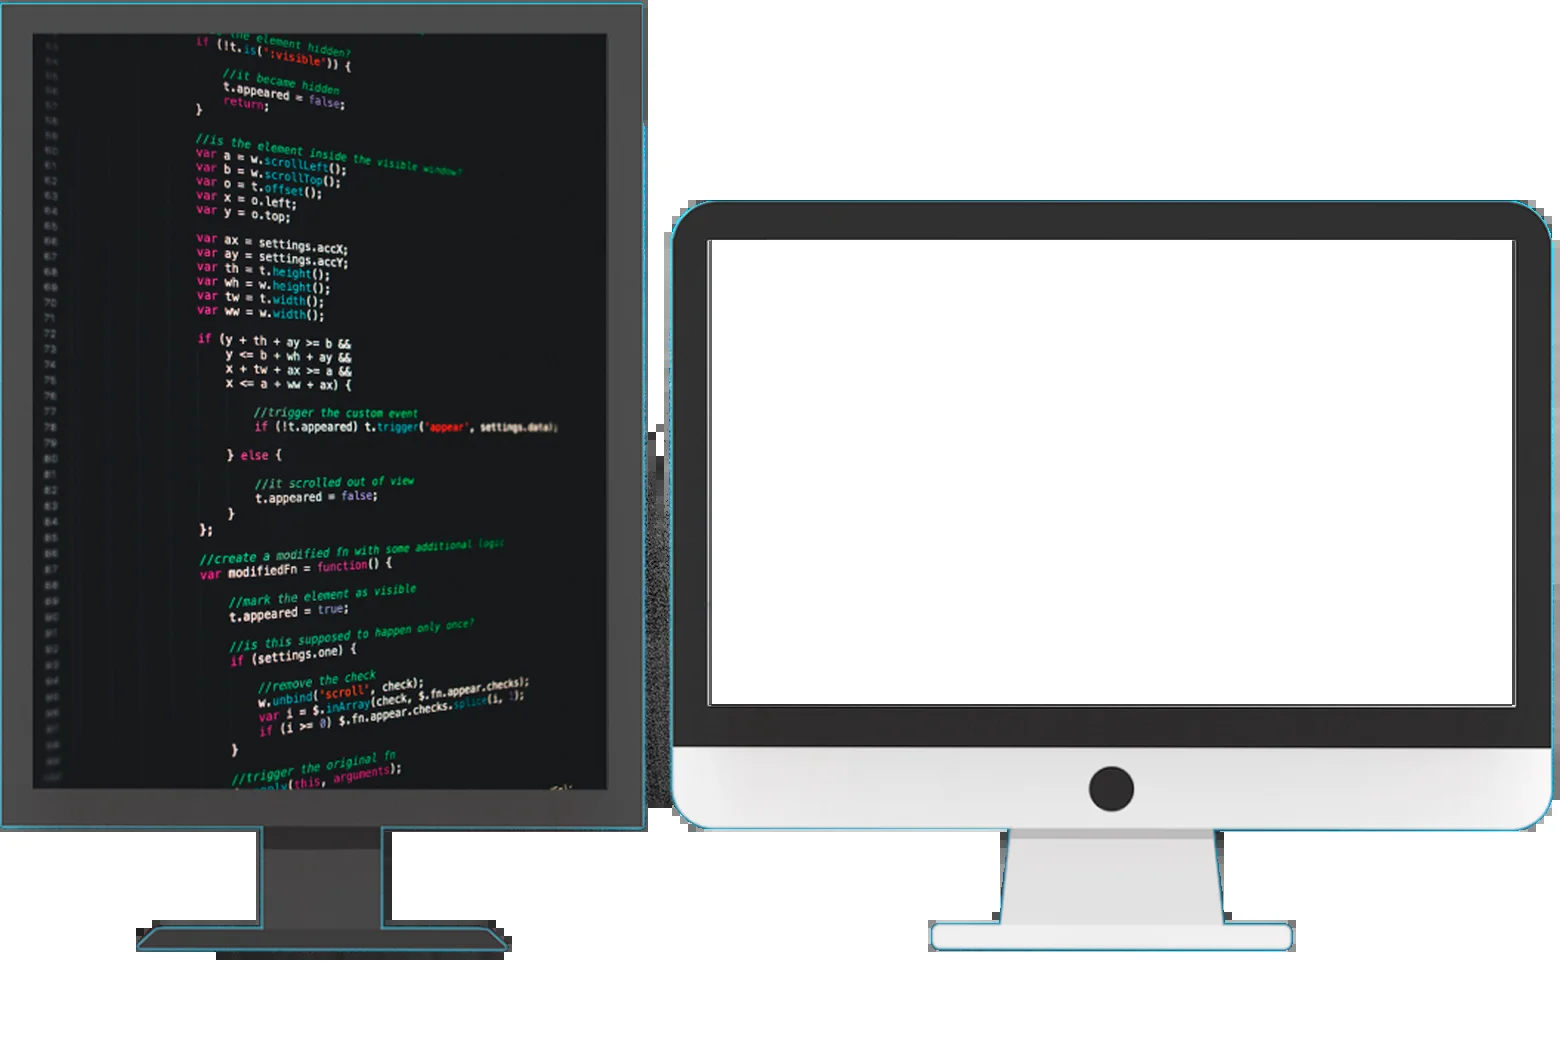 the element hidden?
if (!t.is(':visible')) {
//it became hidden
t.appeared = false;
return;
}
//is the element inside the visible window?
var a = w.scrollLeft();
var b = w.scrollTop();
var o = t.offset();
var x = o.left;
var y = o.top;
var ax = settings.accX;
var ay = settings.accY;
var th = t.height();
var wh = w.height();
var tw = t.width();
var ww = w.width();
if (y + th + ay >= b &&
y <= b + wh + ay &&
x + tw + ax >= a &&
x <= a + ww + ax) {
//trigger the custom event
if (!t.appeared) t.trigger('appear', settings.data);
} else {
//it scrolled out of view
t.appeared = false;
}
};
//create a modified fn with some additional logic
var modifiedFn = function() {
//mark the element as visible
t.appeared = true;
//is this supposed to happen only once?
if (settings.one) {
//remove the check
w.unbind('scroll', check);
var i = $.inArray(check, $.fn.appear.checks);
if (i >= 0) $.fn.appear.checks.splice(i, 1);
}
//trigger the original fn
(this, arguments);